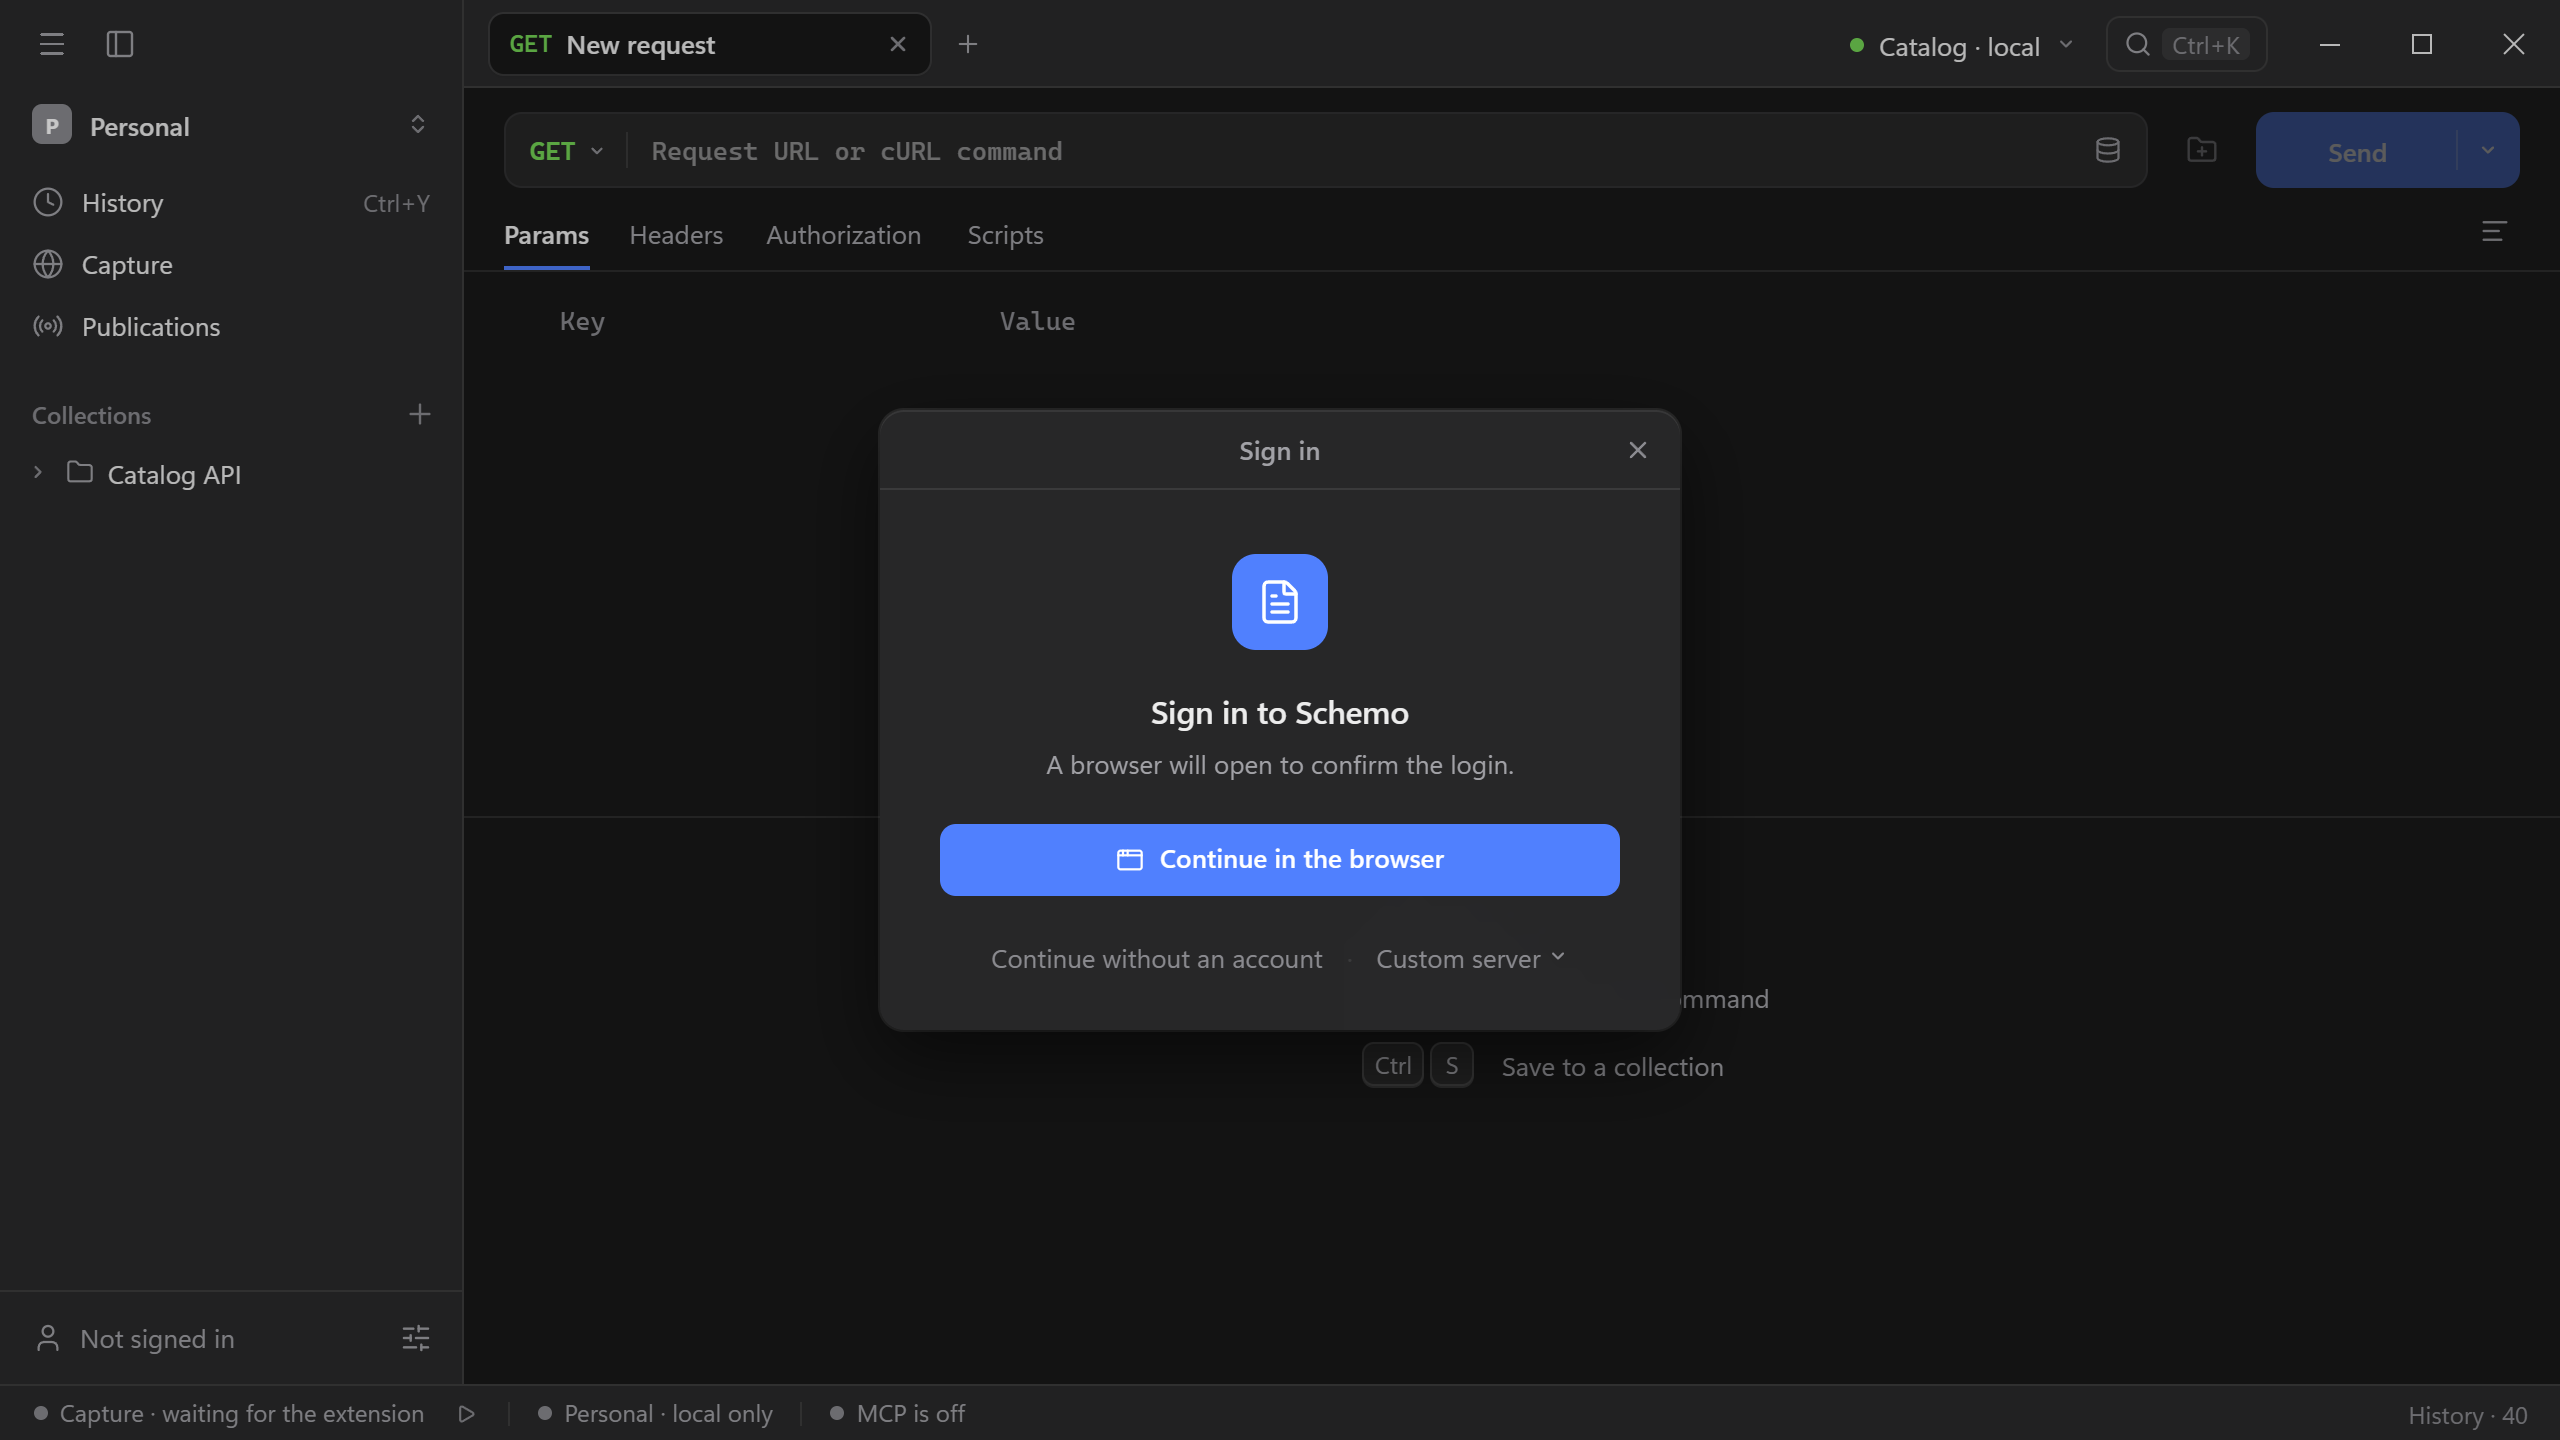 GET New request
Catalog · local
Ctrl+K
P Personal
GET Request URL or cURL command
Send
History Ctrl+Y
Capture
Publications
Params Headers Authorization Scripts
Key Value
Collections
Catalog API
Sign in
Sign in to Schemo
A browser will open to confirm the login.
Continue in the browser
Continue without an account · Custom server
Ctrl S Save to a collection
Not signed in
Capture · waiting for the extension
Personal · local only
MCP is off
History · 40